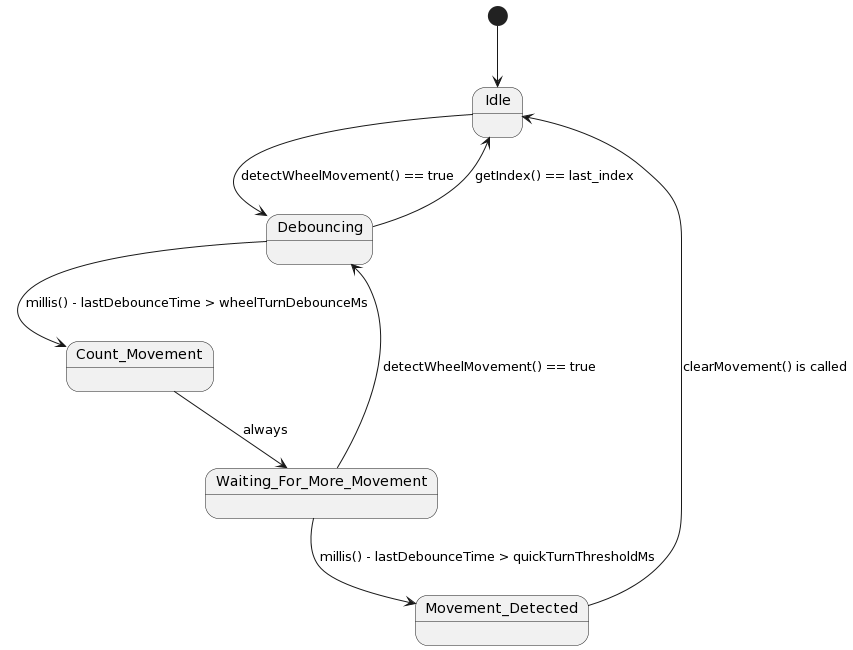 Idle
detectWheelMovement() == true
getIndex() == last_index
Debouncing
millis() - lastDebounceTime > wheelTurnDebounceMs
Count_Movement
detectWheelMovement() == true
clearMovement() is called
always
Waiting_For_More_Movement
millis() - lastDebounceTime > quickTurnThresholdMs
Movement_Detected